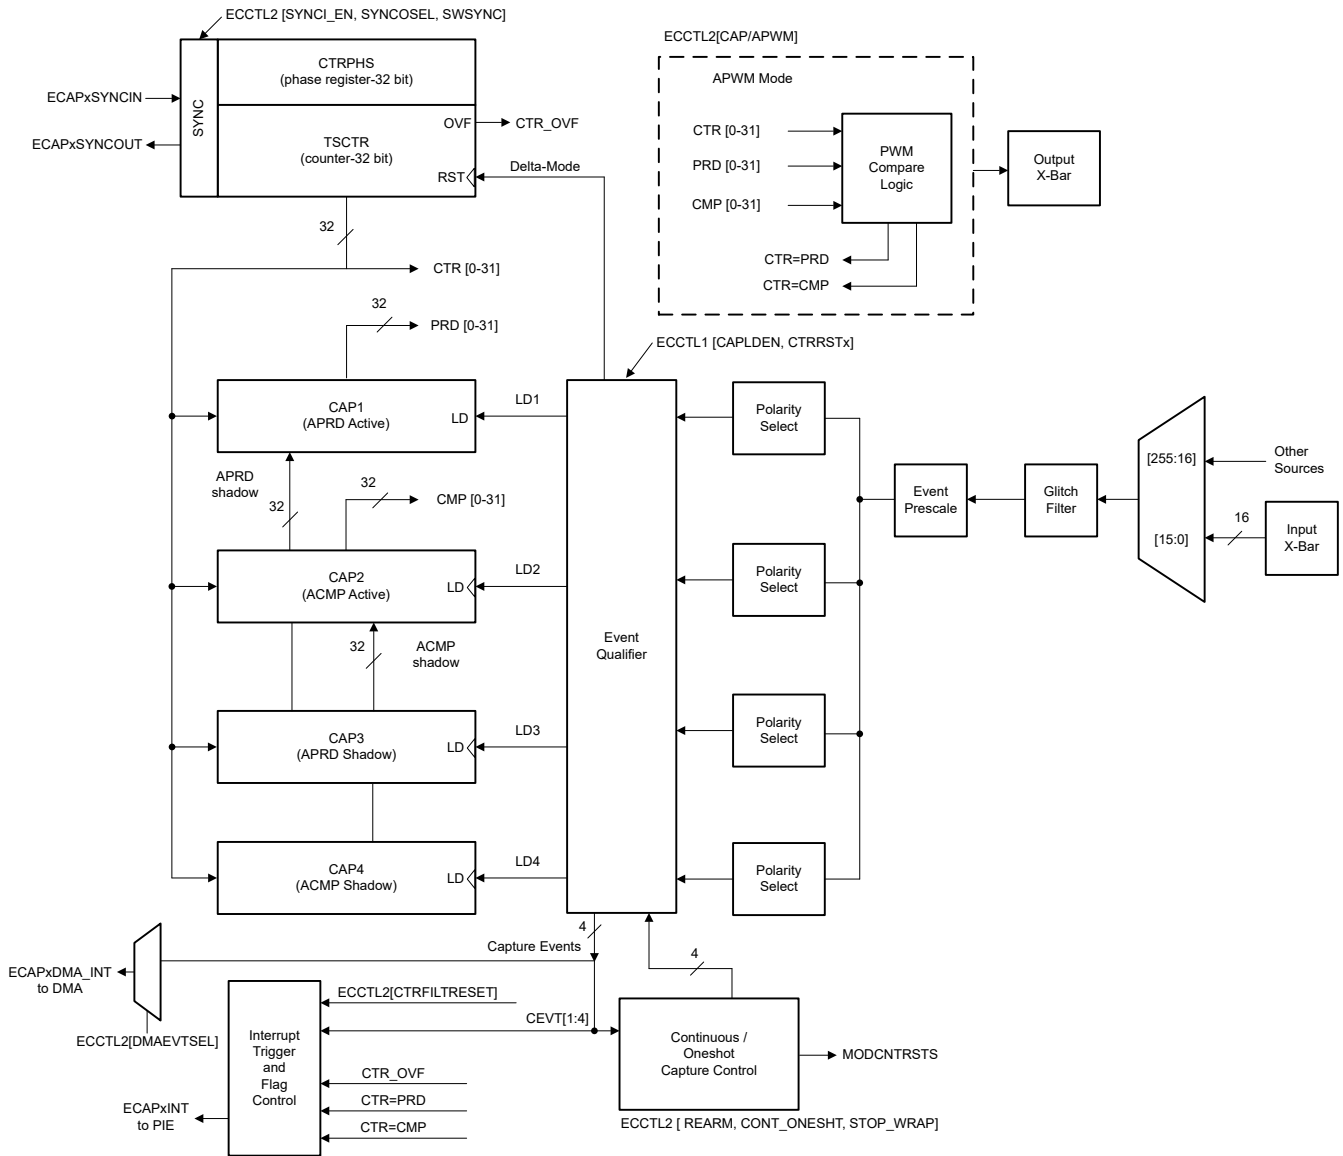 ECCTL2 [SYNCI_EN, SYNCOSEL, SWSYNC]
CTRPHS
(phase register-32 bit)
ECAPxSYNCIN
SYNC
ECAPxSYNCOUT
TSCTR
(counter-32 bit)
OVF
CTR_OVF
RST
Delta-Mode
32
CTR [0-31]
32
PRD [0-31]
ECCTL2[CAP/APWM]
APWM Mode
CTR [0-31]
PRD [0-31]
CMP [0-31]
PWM
Compare
Logic
CTR=PRD
CTR=CMP
Output
X-Bar
ECCTL1 [CAPLDEN, CTRRSTx]
CAP1
(APRD Active)
LD
LD1
APRD
shadow
32
32
CMP [0-31]
CAP2
(ACMP Active)
LD
LD2
32
ACMP
shadow
CAP3
(APRD Shadow)
LD
LD3
CAP4
(ACMP Shadow)
LD
LD4
Event
Qualifier
Polarity
Select
Polarity
Select
Polarity
Select
Polarity
Select
Event
Prescale
Glitch
Filter
[255:16]
[15:0]
Other
Sources
16
Input
X-Bar
4
Capture Events
4
ECAPxDMA_INT
to DMA
ECCTL2[DMAEVTSEL]
ECCTL2[CTRFILTRESET]
CEVT[1:4]
Interrupt
Trigger
and
Flag
Control
CTR_OVF
CTR=PRD
CTR=CMP
ECAPxINT
to PIE
Continuous /
Oneshot
Capture Control
MODCNTRSTS
ECCTL2 [ REARM, CONT_ONESHT, STOP_WRAP]